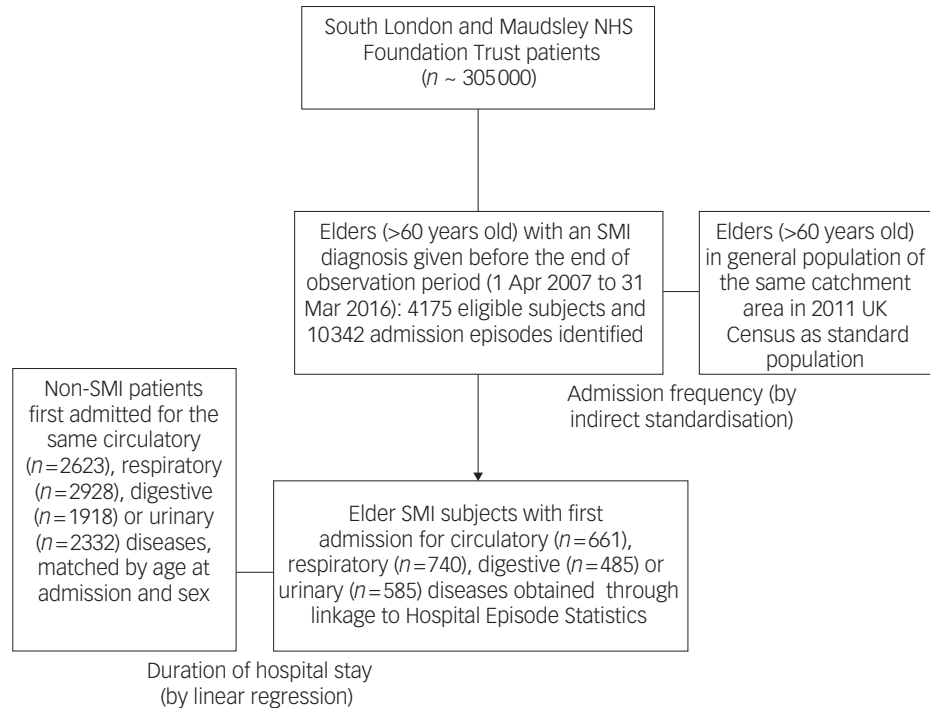 South London and Maudsley NHS
Foundation Trust patients
(n ~ 305 000)
Elders (>60 years old) with an SMI
diagnosis given before the end of
observation period (1 Apr 2007 to 31
Mar 2016): 4175 eligible subjects and
10 342 admission episodes identified
Elders (>60 years old)
in general population of
the same catchment
area in 2011 UK
Census as standard
population
Admission frequency (by
indirect standardisation)
Non-SMI patients
first admitted for the
same circulatory
(n=2623), respiratory
(n=2928), digestive
(n=1918) or urinary
(n=2332) diseases,
matched by age at
admission and sex
Elder SMI subjects with first
admission for circulatory (n=661),
respiratory (n=740), digestive (n=485) or
urinary (n=585) diseases obtained through
linkage to Hospital Episode Statistics
Duration of hospital stay
(by linear regression)